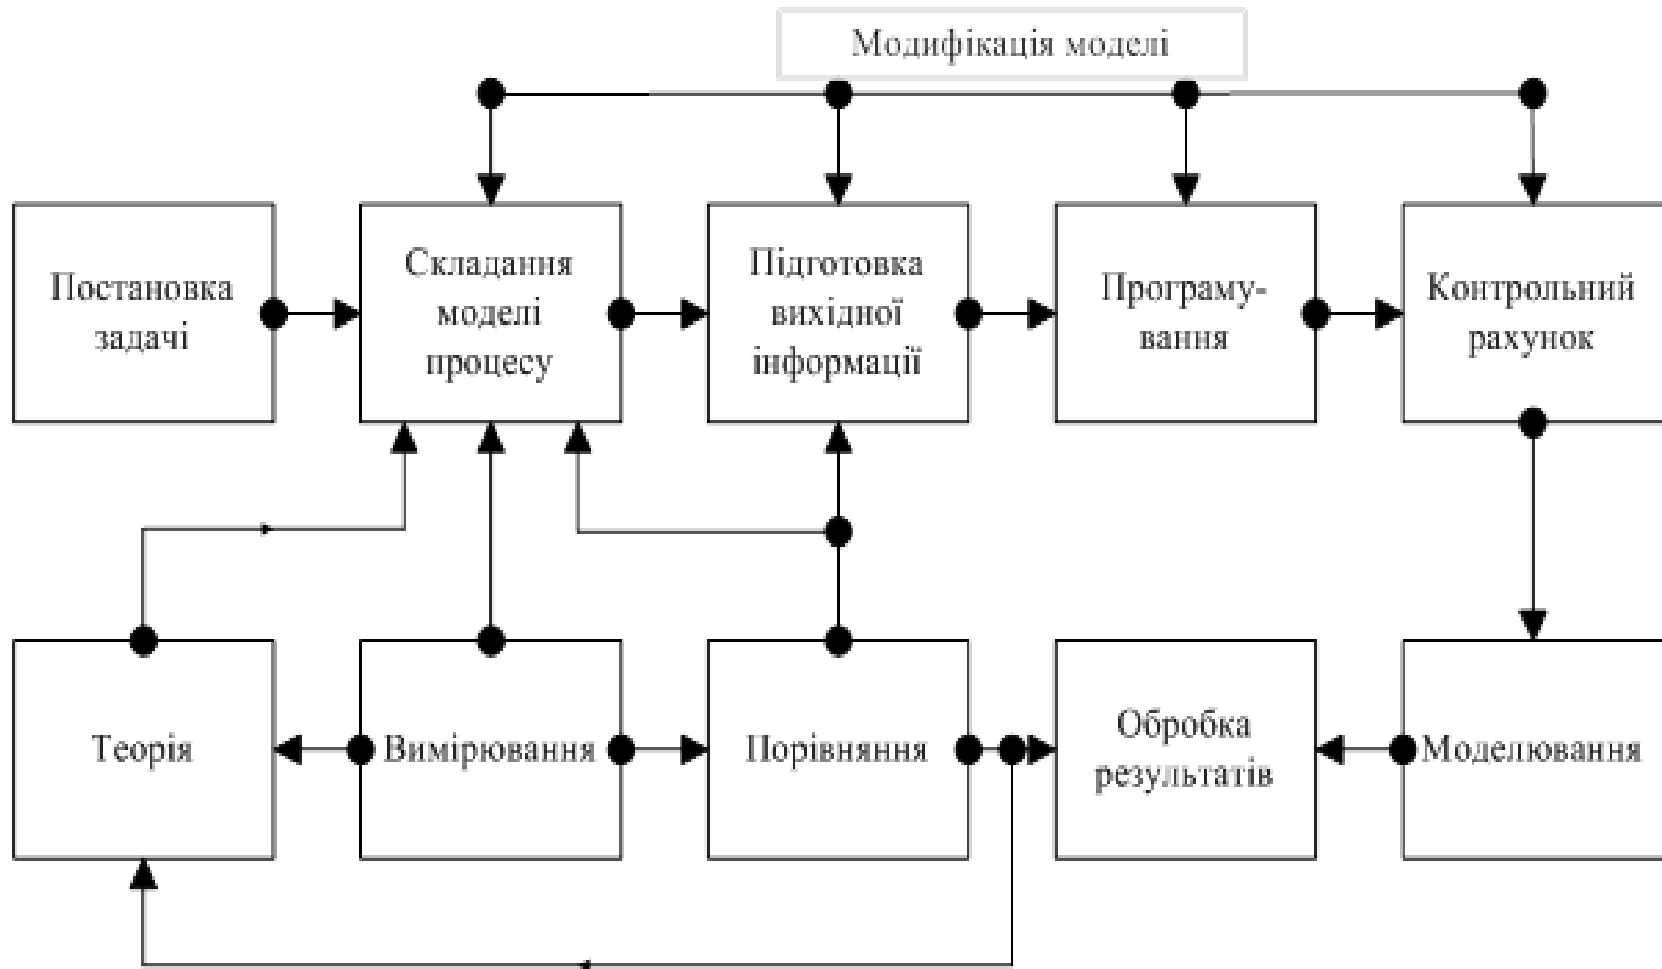 Модифікація моделі
Постановка
задачі
Складання
моделі
процесу
Підготовка
вихідної
інформації
Програму-
вання
Контрольний
рахунок
Теорія
Вимірювання
Порівняння
Обробка
результатів
Моделювання